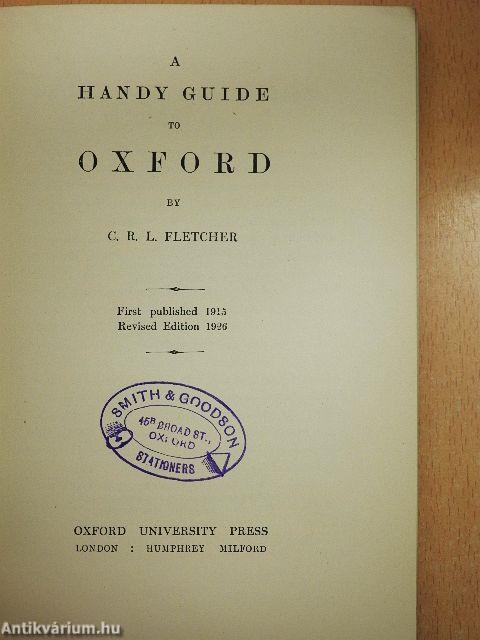 A
HANDY GUIDE
TO
OXFORD
BY
C. R. L. FLETCHER
First published 1915
Revised Edition 1926
SMITH & GOODSON
45B BROAD ST.,
OXFORD
STATIONERS
OXFORD UNIVERSITY PRESS
LONDON : HUMPHREY MILFORD
Antikvárium.hu